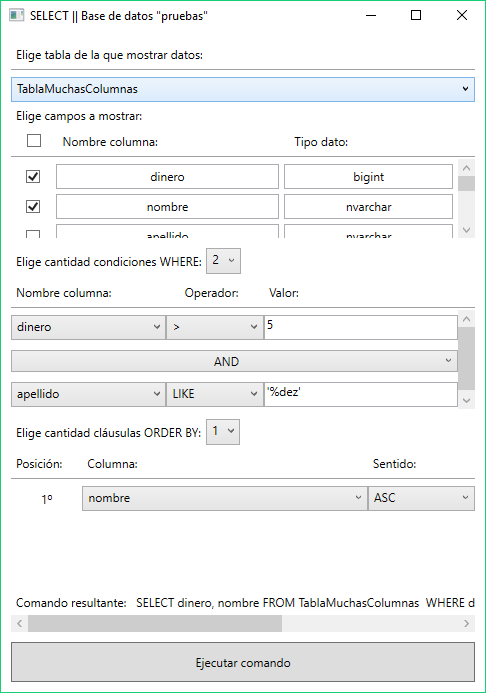 SELECT || Base de datos "pruebas"
Elige tabla de la que mostrar datos:
TablaMuchasColumnas
Elige campos a mostrar:
Nombre columna: Tipo dato:
dinero bigint
nombre nvarchar
apellido nvarchar
Elige cantidad condiciones WHERE: 2
Nombre columna: Operador: Valor:
dinero > 5
AND
apellido LIKE '%dez'
Elige cantidad cláusulas ORDER BY: 1
Posición: Columna: Sentido:
1º nombre ASC
Comando resultante: SELECT dinero, nombre FROM TablaMuchasColumnas WHERE d
Ejecutar comando